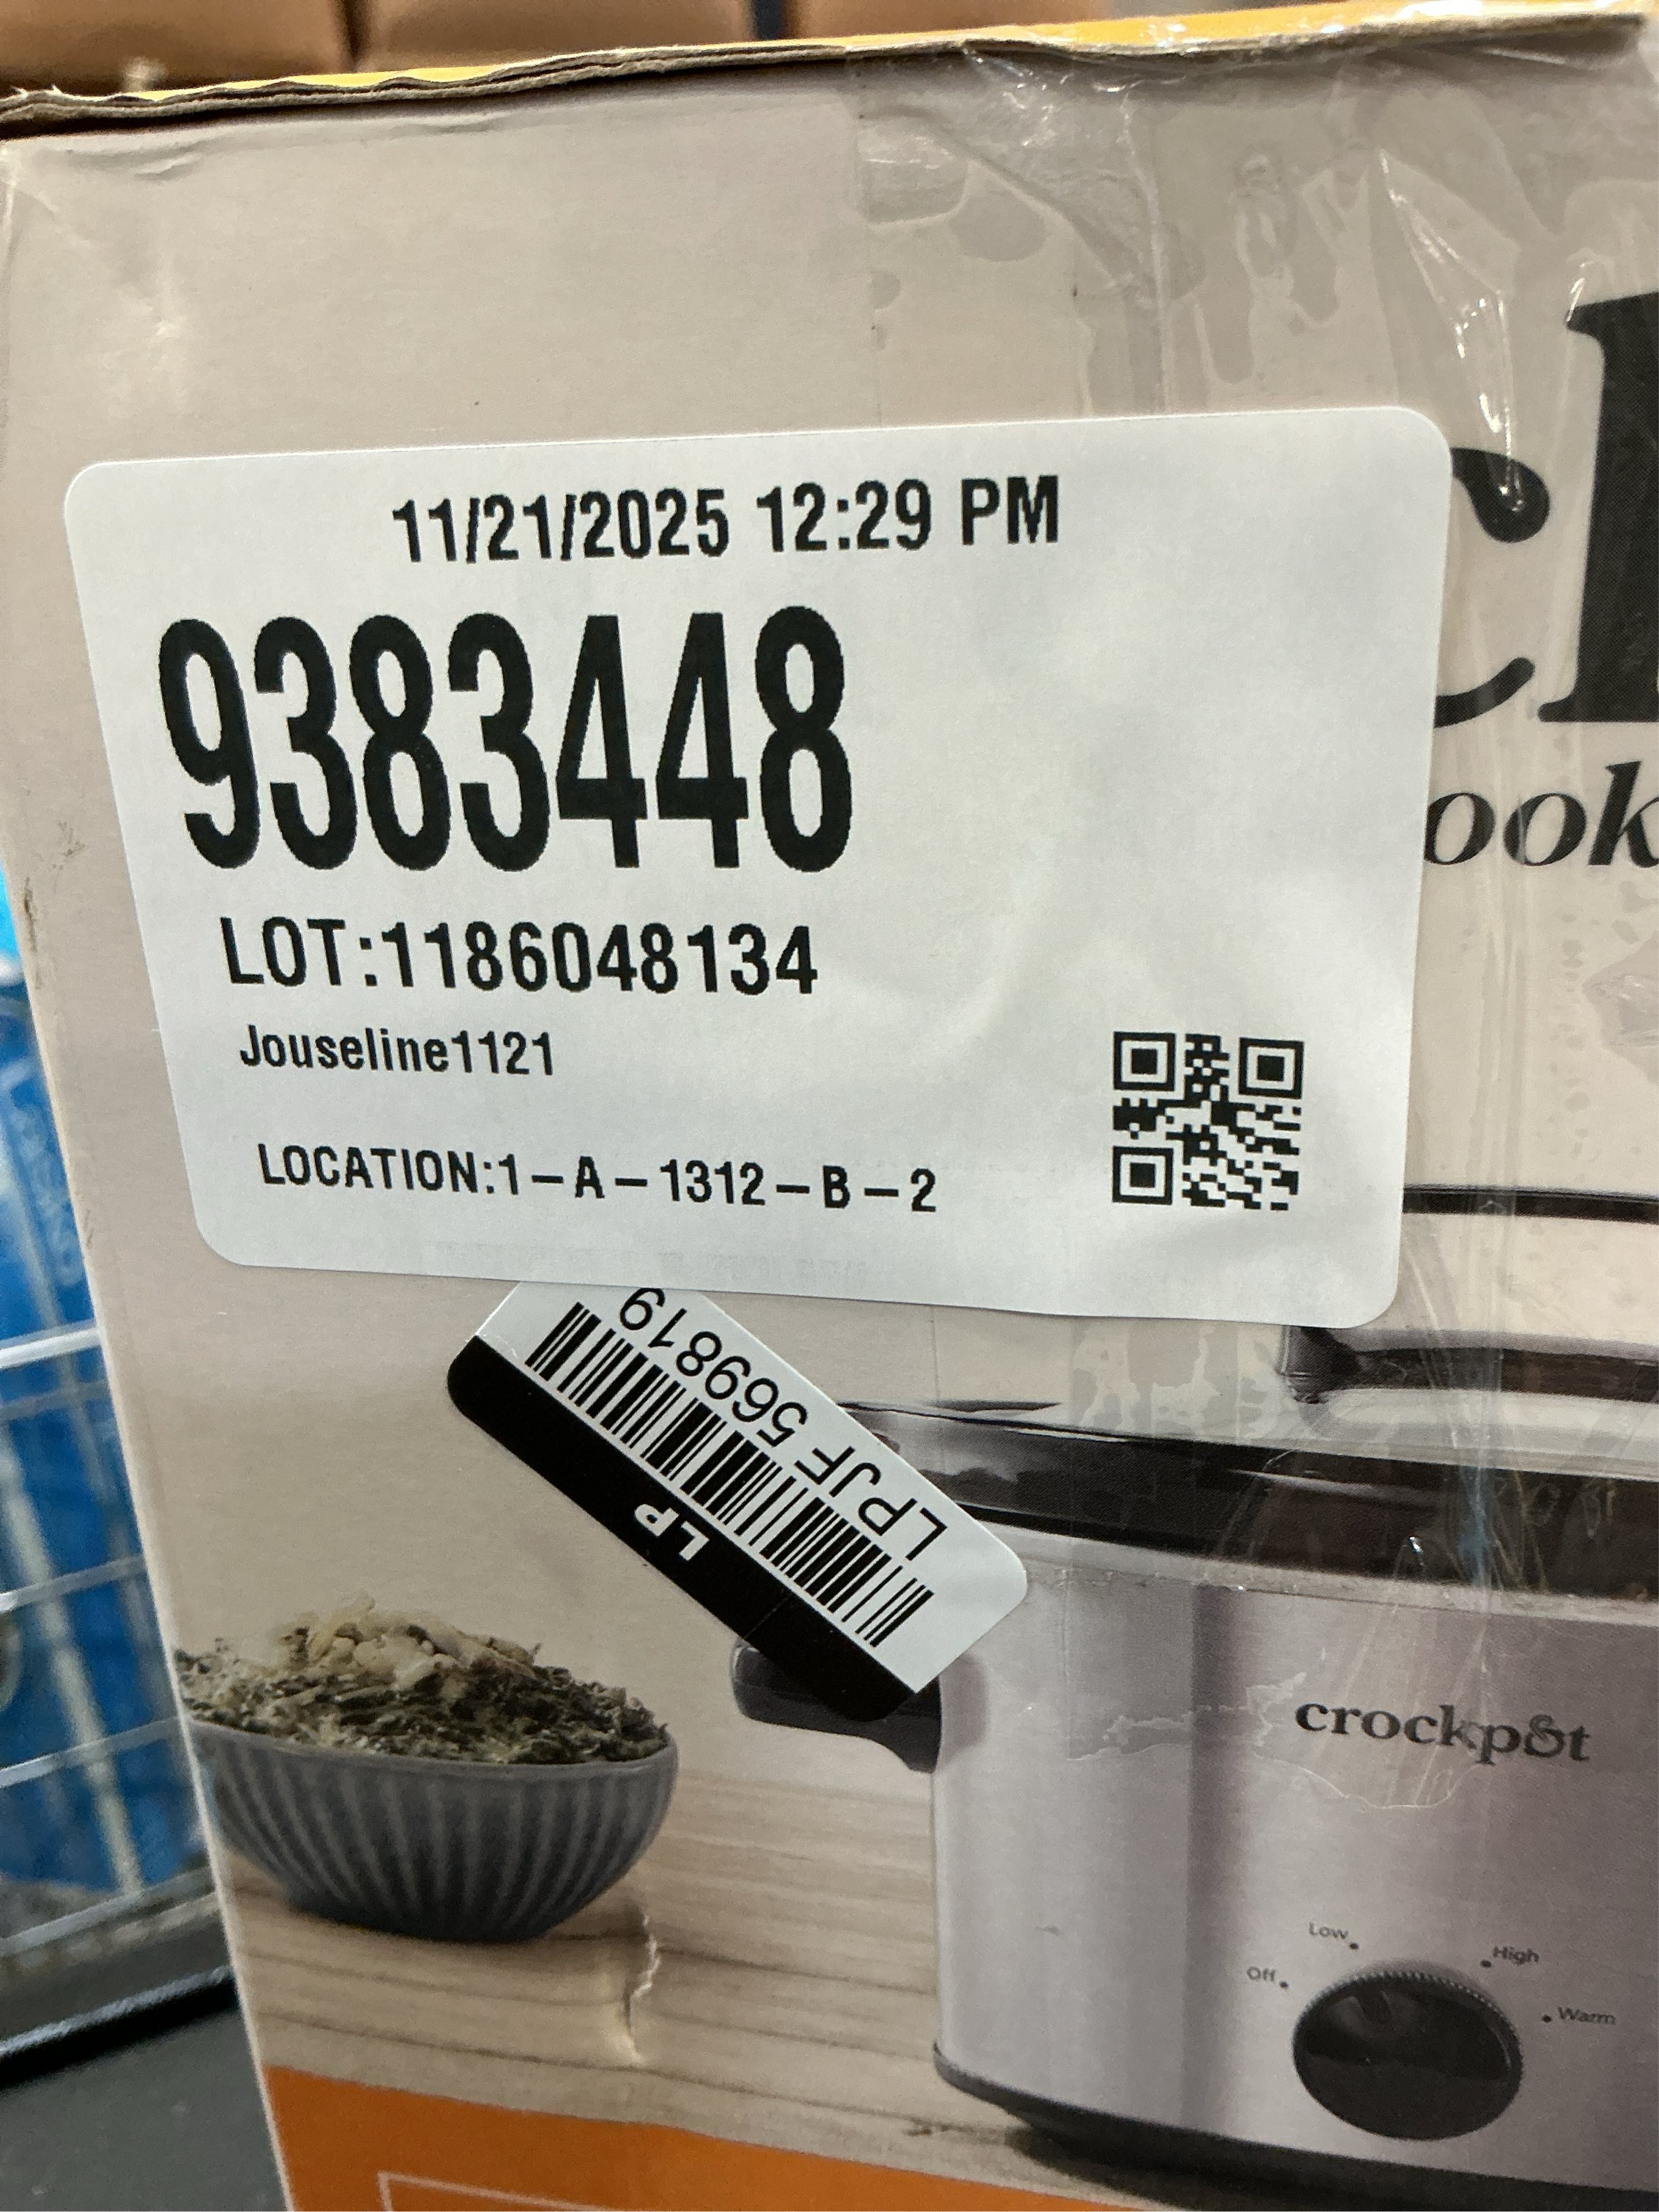 11/21/2025 12:29 PM
9383448
LOT:1186048134
Jouseline1121
LOCATION:1-A-1312-B-2
LPJF569819
LP
crockpot
Low
High
Off
Warm